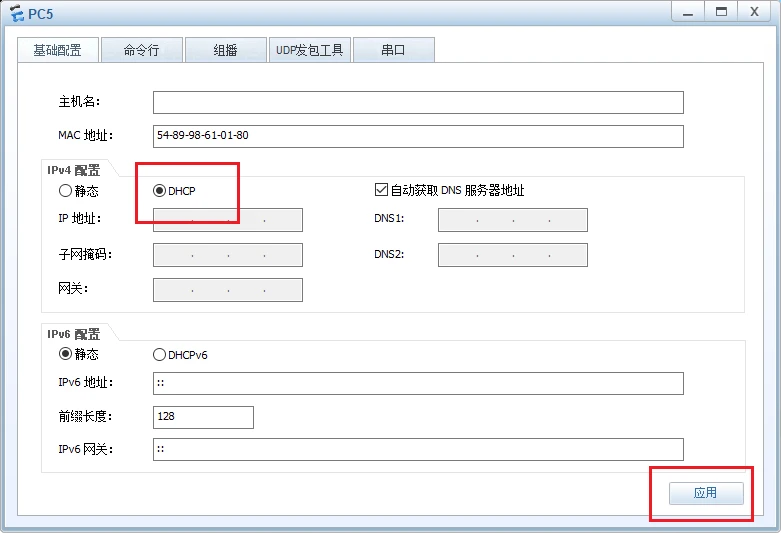 PC5
基础配置 命令行 组播 UDP发包工具 串口
主机名：
MAC 地址： 54-89-98-61-01-80
IPv4 配置
静态 DHCP 自动获取 DNS 服务器地址
IP 地址： . . . DNS1: . . .
子网掩码： . . . DNS2: . . .
网关： . . .
IPv6 配置
静态 DHCPv6
IPv6 地址： ::
前缀长度： 128
IPv6 网关： ::
应用